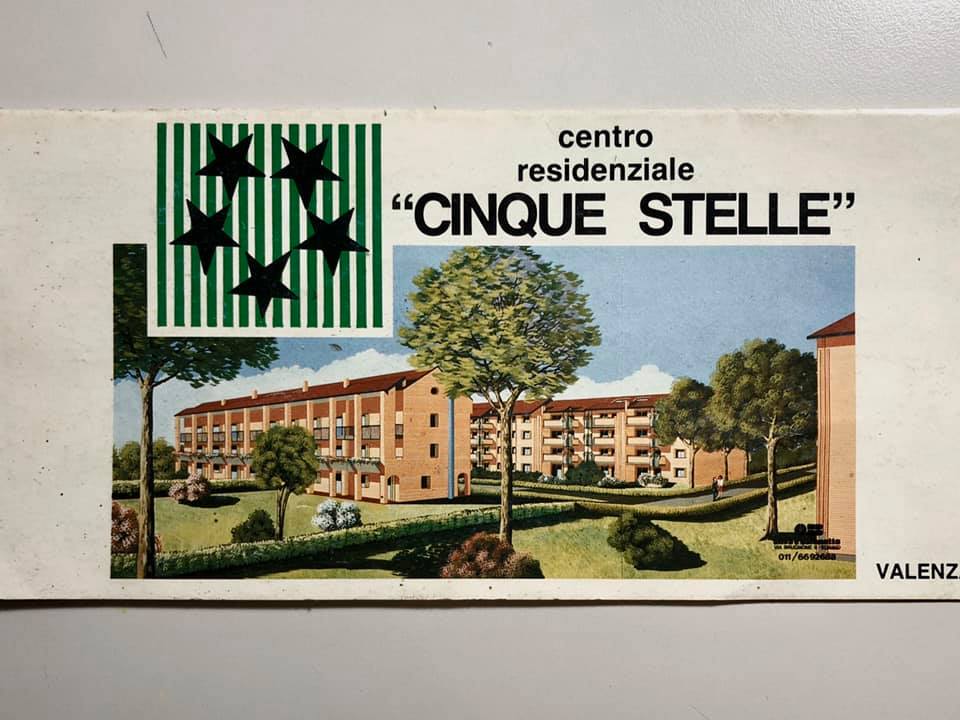 centro
residenziale
“CINQUE STELLE”
011/6692688
VALENZA